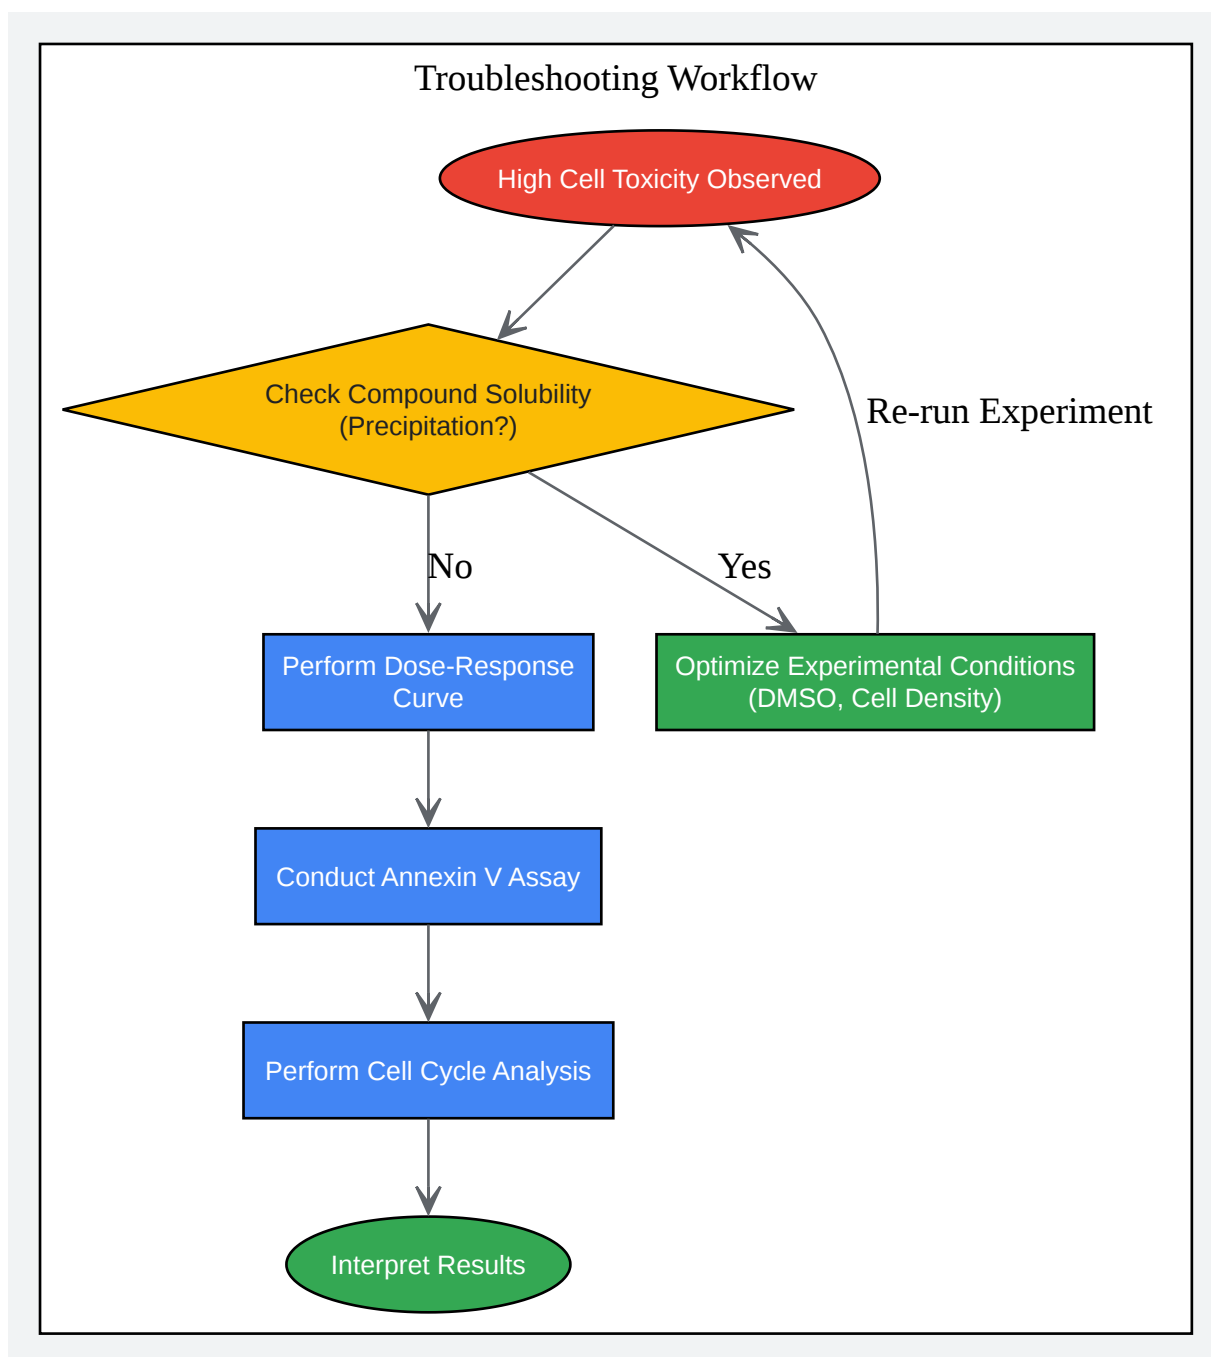 Troubleshooting Workflow
High Cell Toxicity Observed
Check Compound Solubility
(Precipitation?)
Re-run Experiment
No
Yes
Perform Dose-Response
Curve
Optimize Experimental Conditions
(DMSO, Cell Density)
Conduct Annexin V Assay
Perform Cell Cycle Analysis
Interpret Results